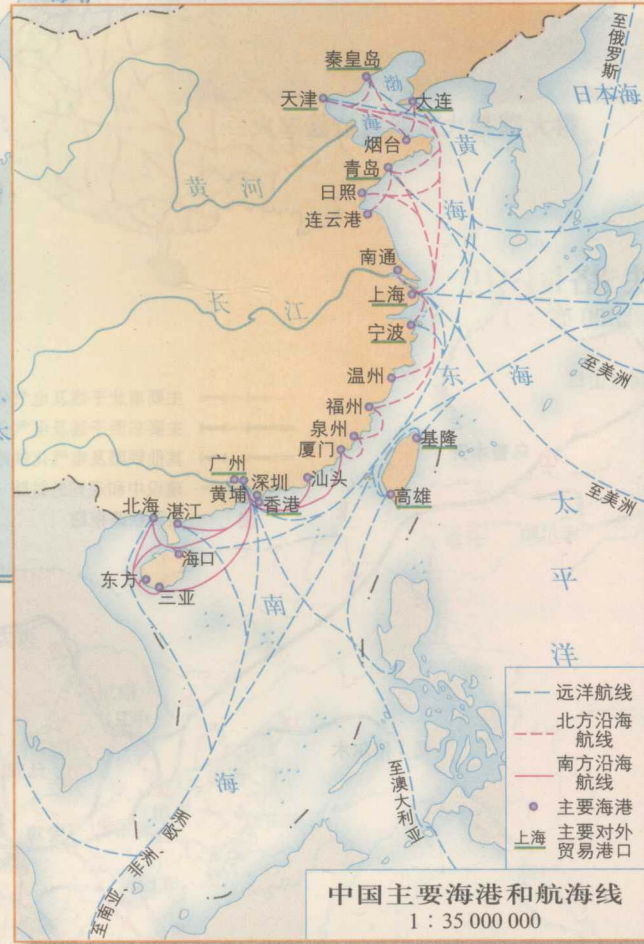 至俄罗斯
日本海
秦皇岛
渤
海
天津
大连
烟台
黄
海
青岛
黄河
日照
连云港
南通
长江
上海
宁波
至美洲
温州
东海
福州
泉州
厦门
基隆
至美洲
广州
深圳
汕头
黄埔
香港
高雄
太平洋
北海
湛江
海口
东方
三亚
南
海
至澳大利亚
至南亚、非洲、欧洲
远洋航线
北方沿海
航线
南方沿海
航线
主要海港
上海
主要对外
贸易港口
中国主要海港和航海线
1：35 000 000